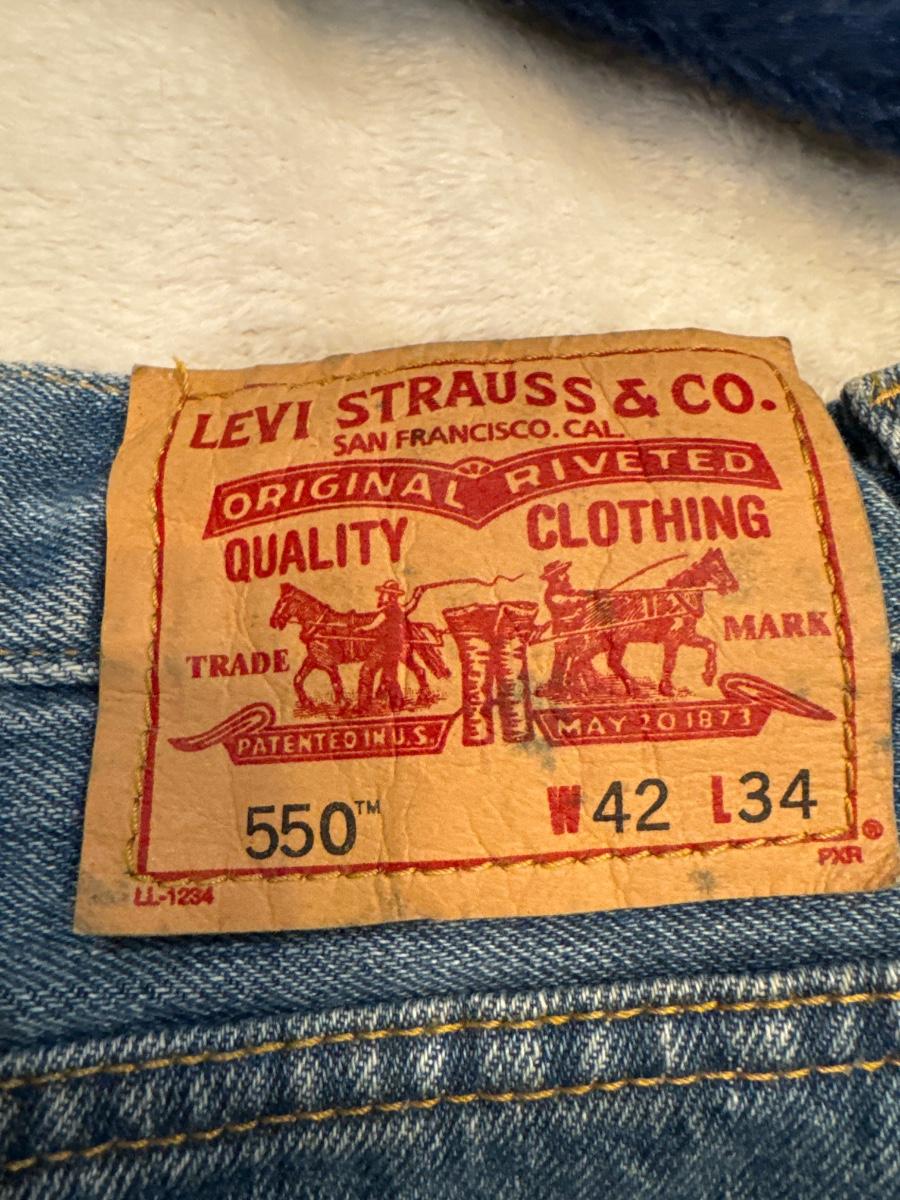 LEVI STRAUSS & CO.
SAN FRANCISCO. CAL.
ORIGINAL RIVETED
QUALITY CLOTHING
TRADE MARK
PATENTED IN U.S. MAY 20 1873
550™ W42 L34
®
LL-1234 PXR